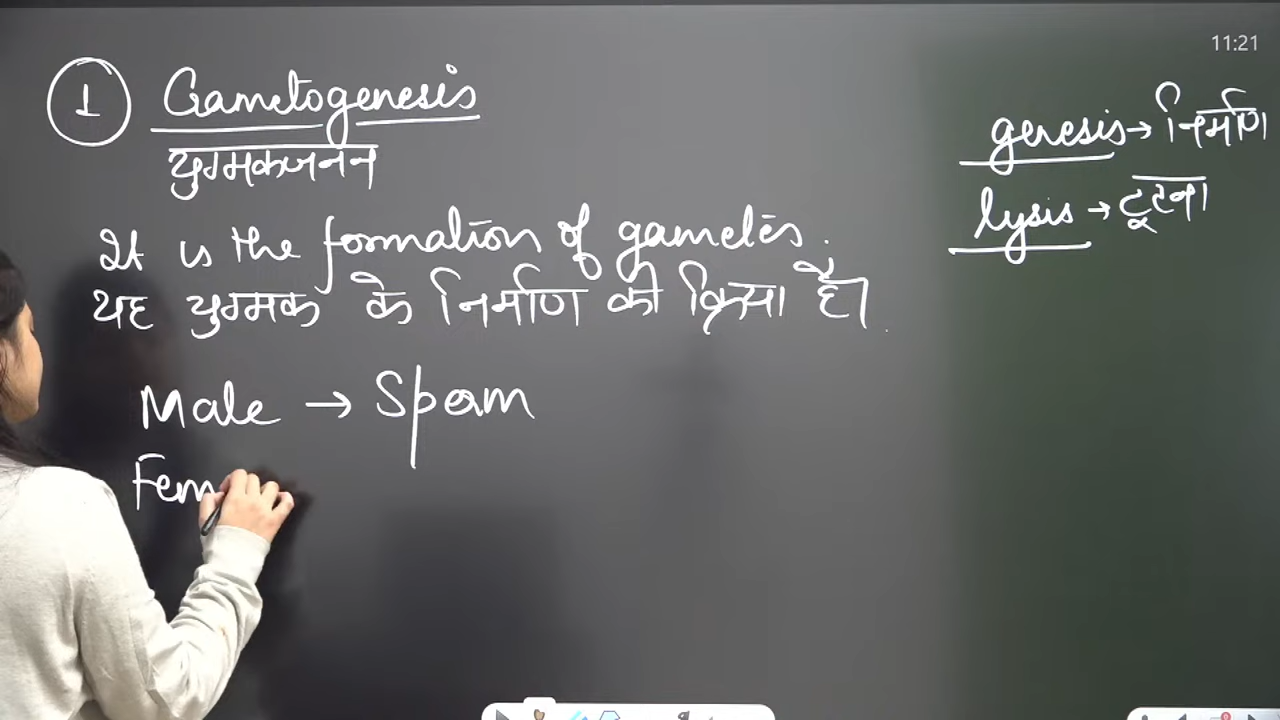 11:21
① Gametogenesis
युग्मकजनन
It is the formation of gametes.
यह युग्मक के निर्माण की क्रिया है।
Male → Sperm
Fem
genesis → निर्माण
lysis → टूटना